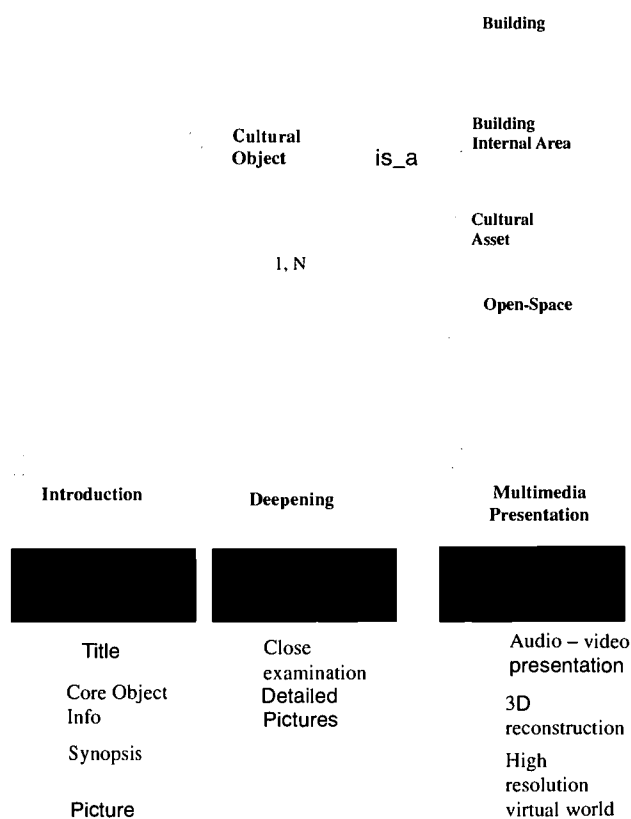 Building
Cultural
Object
is_a
Building
Internal Area
Cultural
Asset
1, N
Open-Space
Introduction
Deepening
Multimedia
Presentation
Title
Core Object
Info
Synopsis
Picture
Close
examination
Detailed
Pictures
Audio – video
presentation
3D
reconstruction
High
resolution
virtual world